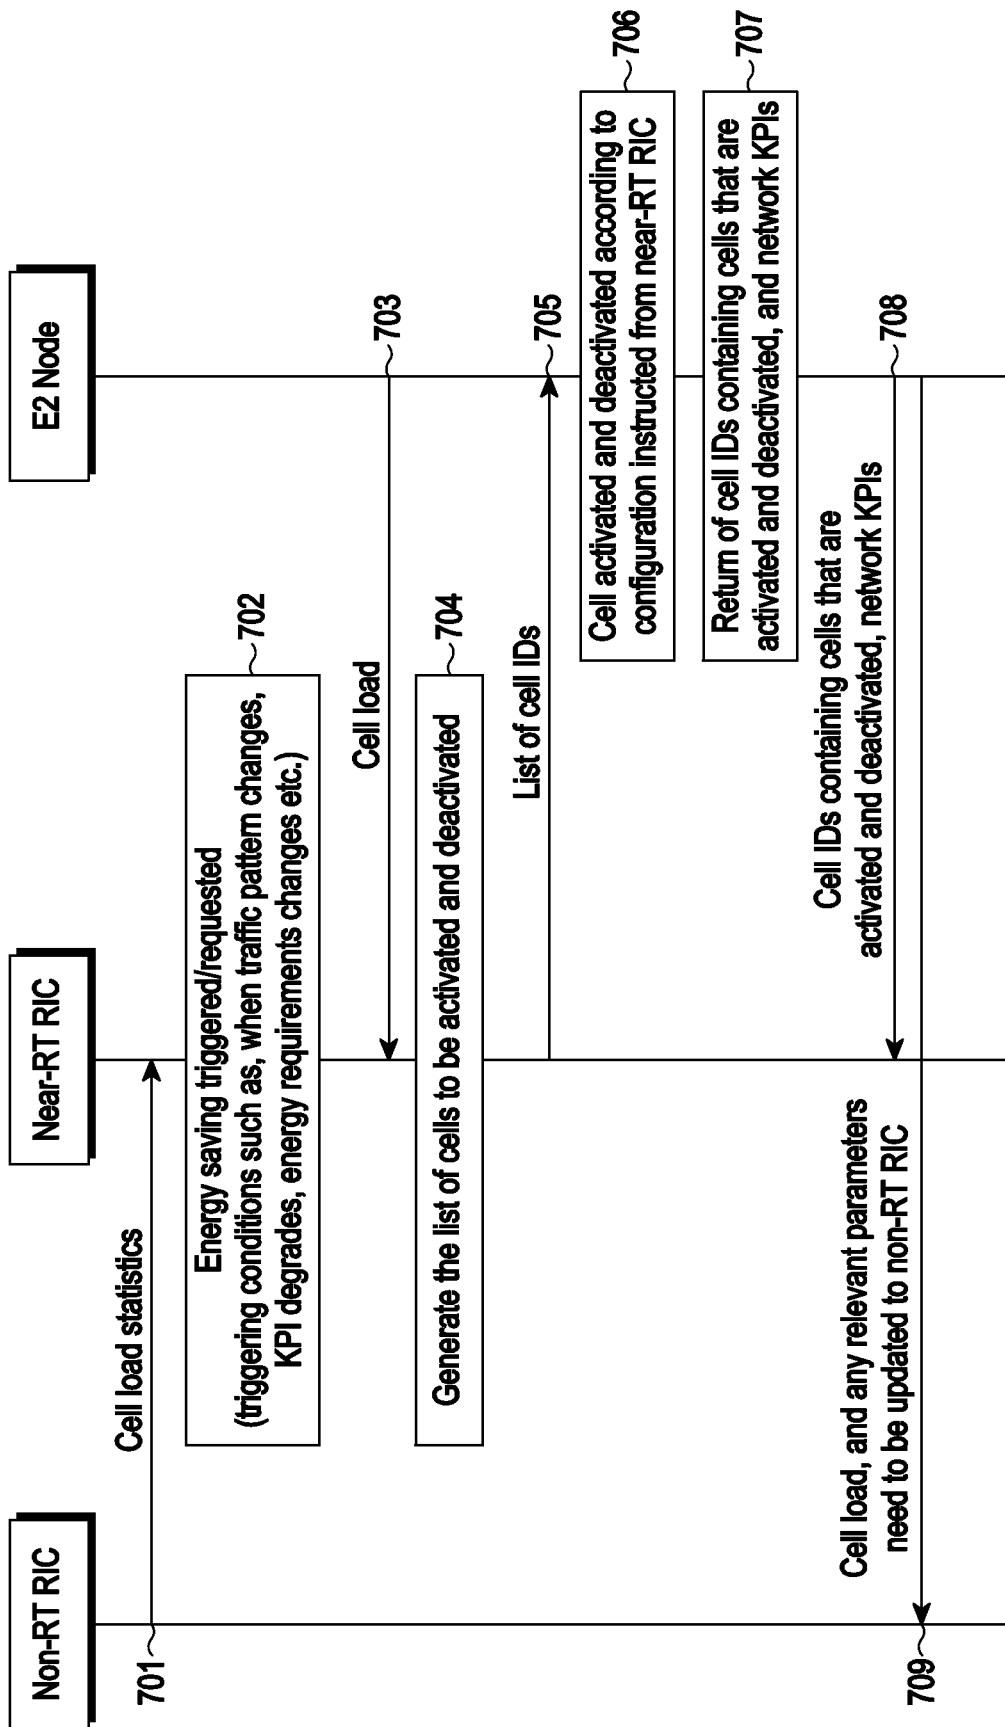 Non-RT RIC
Near-RT RIC
E2 Node
701
Cell load statistics
Energy saving triggered/requested
(triggering conditions such as, when traffic pattern changes,
KPI degrades, energy requirements changes etc.)
702
Cell load
703
Generate the list of cells to be activated and deactivated
704
List of cell IDs
705
Cell activated and deactivated according to
configuration instructed from near-RT RIC
706
Return of cell IDs containing cells that are
activated and deactivated, and network KPIs
707
Cell IDs containing cells that are
activated and deactivated, network KPIs
708
Cell load, and any relevant parameters
need to be updated to non-RT RIC
709